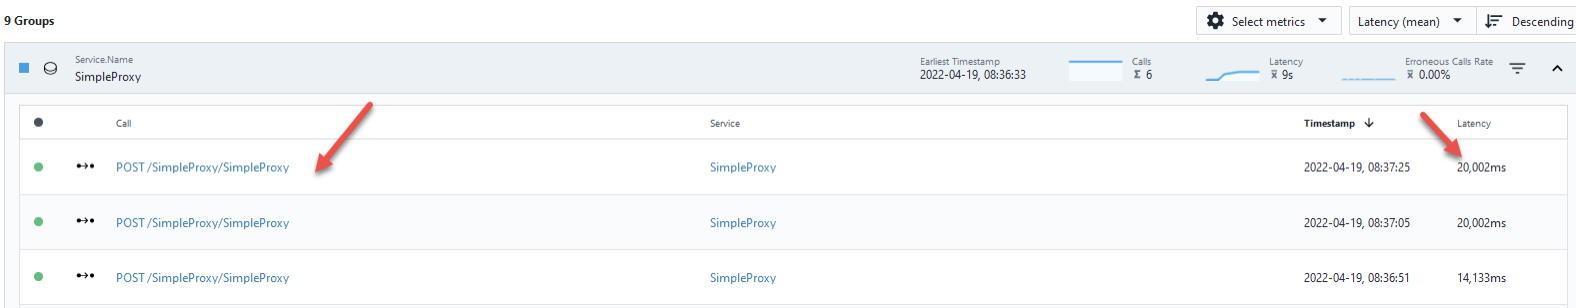 9 Groups
Select metrics
Latency (mean)
Descending
Service.Name
SimpleProxy
Earliest Timestamp
2022-04-19, 08:36:33
Calls
Σ 6
Latency
9s
Erroneous Calls Rate
0.00%
Call Service Timestamp Latency
POST /SimpleProxy/SimpleProxy SimpleProxy 2022-04-19, 08:37:25 20,002ms
POST /SimpleProxy/SimpleProxy SimpleProxy 2022-04-19, 08:37:05 20,002ms
POST /SimpleProxy/SimpleProxy SimpleProxy 2022-04-19, 08:36:51 14,133ms